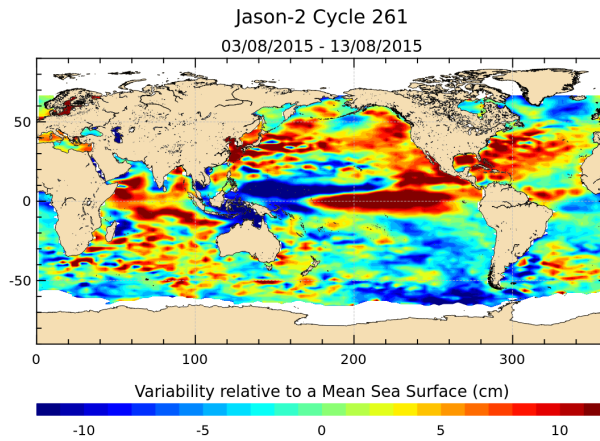 Jason-2 Cycle 261
03/08/2015 - 13/08/2015
50
0
-50
0 100 200 300
Variability relative to a Mean Sea Surface (cm)
-10 -5 0 5 10